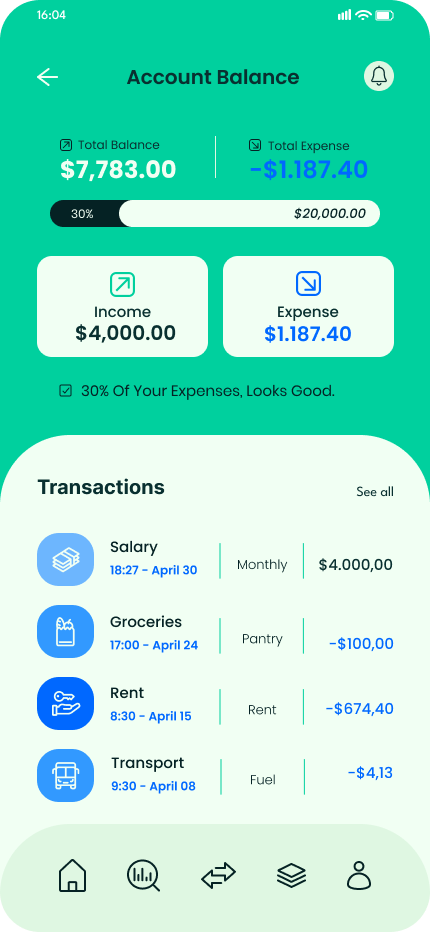 16:04
Account Balance
Total Balance
$7,783.00
Total Expense
-$1.187.40
30%
$20,000.00
Income
$4,000.00
Expense
$1.187.40
30% Of Your Expenses, Looks Good.
Transactions
See all
Salary
18:27 - April 30
Monthly
$4.000,00
Groceries
17:00 - April 24
Pantry
-$100,00
Rent
8:30 - April 15
Rent
-$674,40
Transport
9:30 - April 08
Fuel
-$4,13